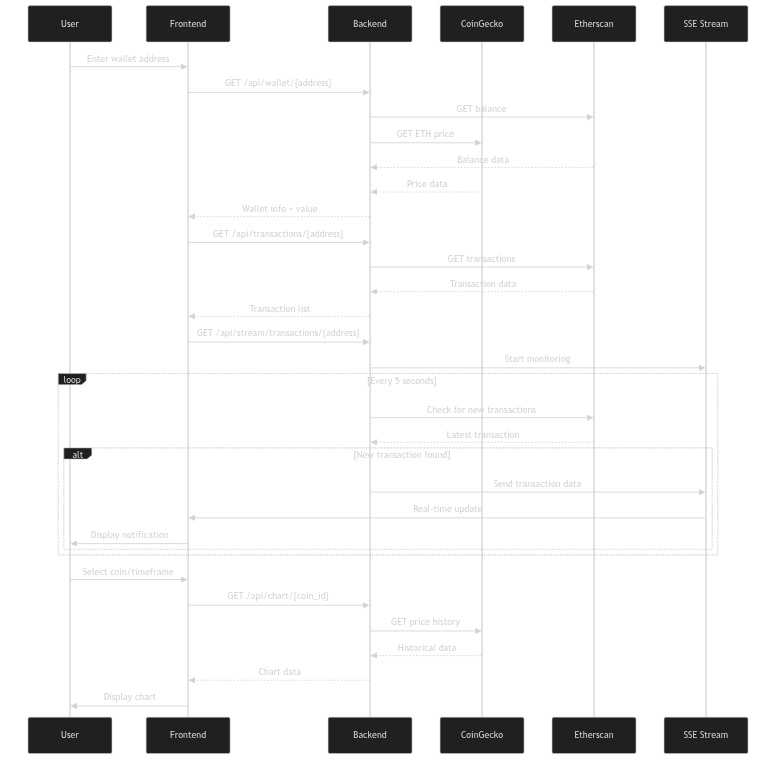 User Frontend Backend CoinGecko Etherscan SSE Stream
Enter wallet address
GET /api/wallet/{address}
GET balance
GET ETH price
Balance data
Price data
Wallet info + value
GET /api/transactions/{address}
GET transactions
Transaction data
Transaction list
GET /api/stream/transactions/{address}
Start monitoring
loop [Every 5 seconds]
Check for new transactions
Latest transaction
alt [New transaction found]
Send transaction data
Real-time update
Display notification
Select coin/timeframe
GET /api/chart/{coin_id}
GET price history
Historical data
Chart data
Display chart
User Frontend Backend CoinGecko Etherscan SSE Stream